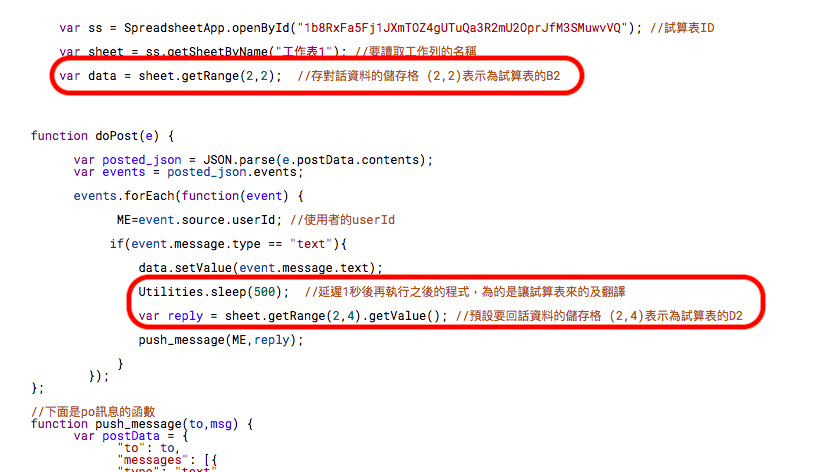 var ss = SpreadsheetApp.openById("1b8RxFa5Fj1JXmTOZ4gUTuQa3R2mU2OprJfM3SMuwvVQ"); //試算表ID
var sheet = ss.getSheetByName("工作表1"); //要讀取工作列的名稱
var data = sheet.getRange(2,2);  //存對話資料的儲存格 (2,2)表示為試算表的B2
function doPost(e) {
var posted_json = JSON.parse(e.postData.contents);
var events = posted_json.events;
events.forEach(function(event) {
ME=event.source.userId; //使用者的userId
if(event.message.type == "text"){
data.setValue(event.message.text);
Utilities.sleep(500);  //延遲1秒後再執行之後的程式，為的是讓試算表來的及翻譯
var reply = sheet.getRange(2,4).getValue(); //預設要回話資料的儲存格 (2,4)表示為試算表的D2
push_message(ME,reply);
}
});
};
//下面是po訊息的函數
function push_message(to,msg) {
var postData = {
"to": to,
"messages": [{
"type": "text"